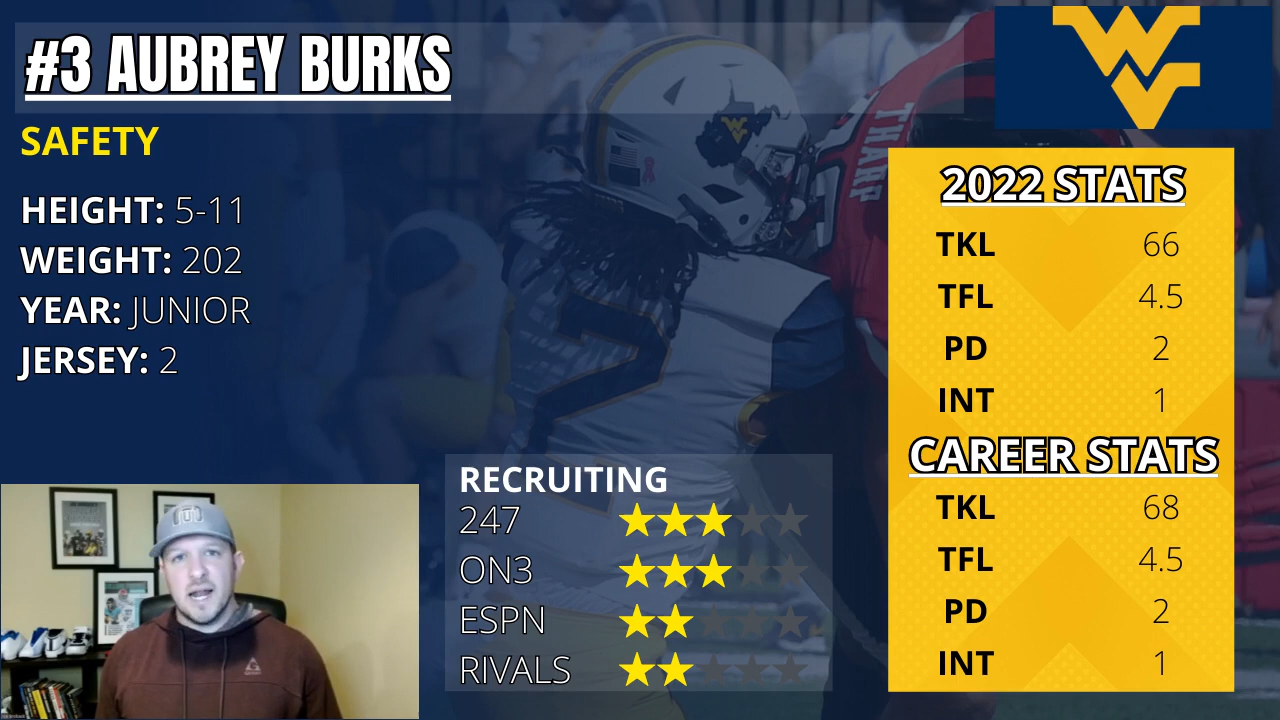 #3 AUBREY BURKS
SAFETY
HEIGHT: 5-11
WEIGHT: 202
YEAR: JUNIOR
JERSEY: 2
WV
THARP
2
2022 STATS
TKL 66
TFL 4.5
PD 2
INT 1
CAREER STATS
TKL 68
TFL 4.5
PD 2
INT 1
RECRUITING
247
ON3
ESPN
RIVALS